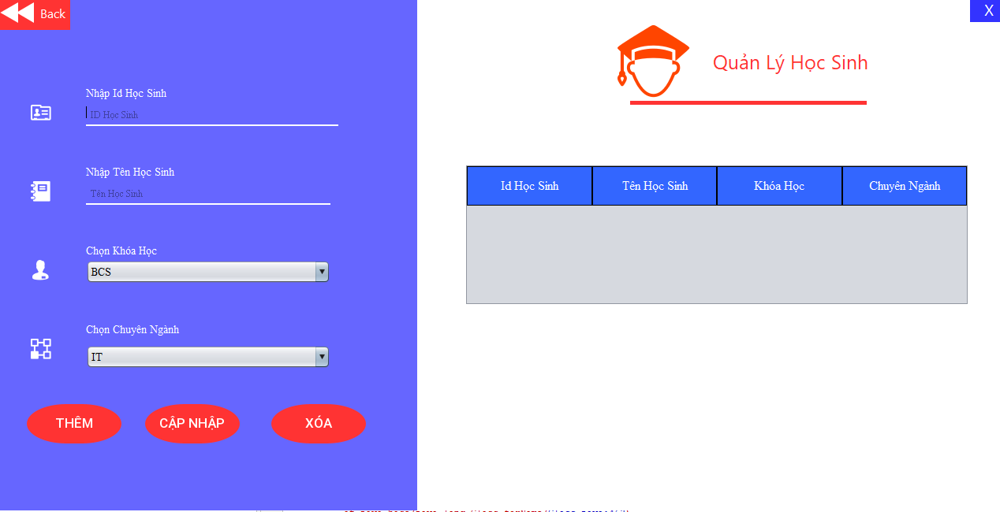 Back
X
Quản Lý Học Sinh
Nhập Id Học Sinh
ID Học Sinh
Nhập Tên Học Sinh
Tên Học Sinh
Chọn Khóa Học
BCS
Chọn Chuyên Ngành
IT
THÊM CẬP NHẬP XÓA
Id Học Sinh Tên Học Sinh Khóa Học Chuyên Ngành